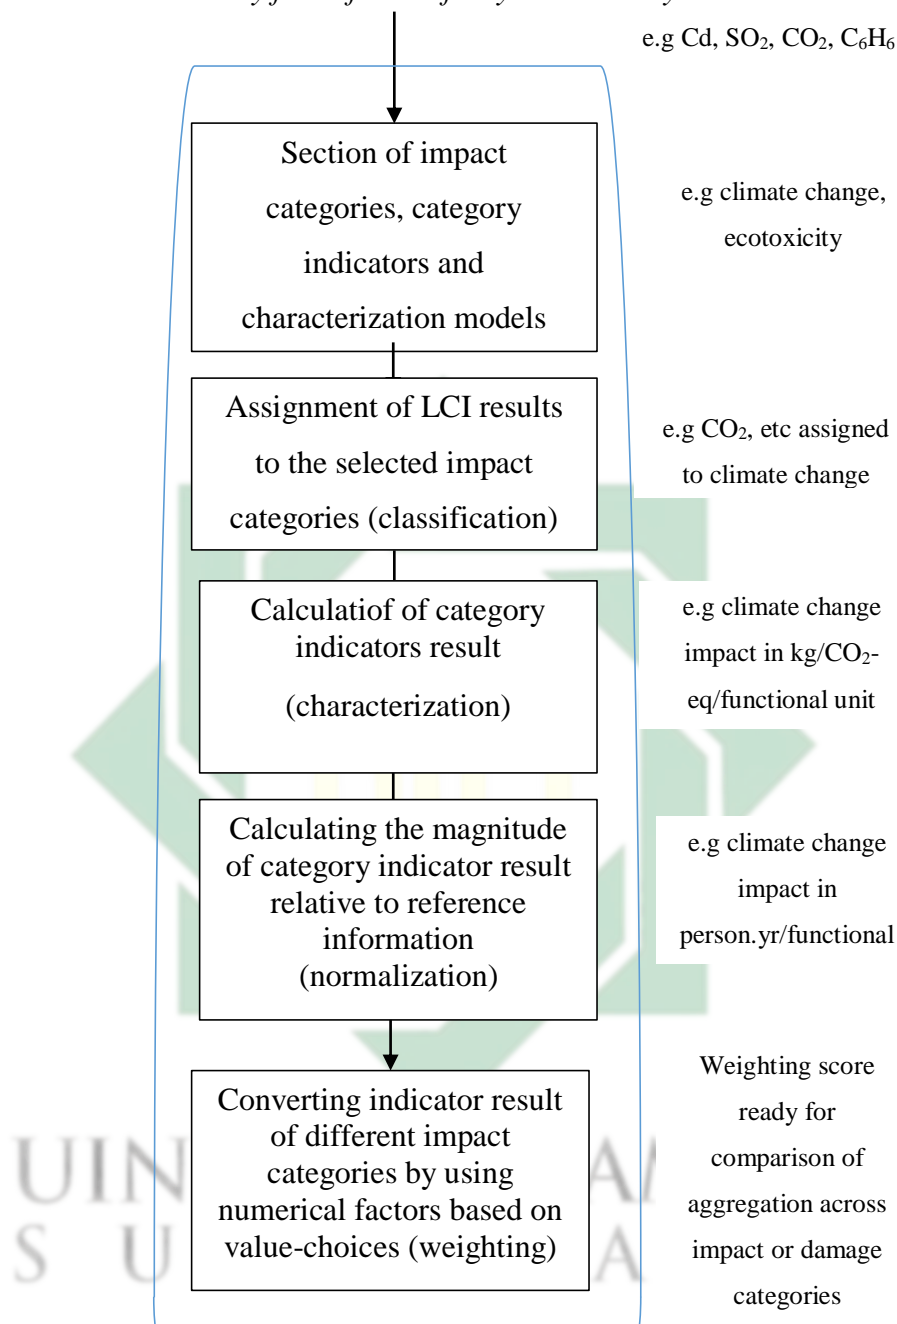 e.g Cd, SO₂, CO₂, C₆H₆
Section of impact
categories, category
indicators and
characterization models
e.g climate change,
ecotoxicity
Assignment of LCI results
to the selected impact
categories (classification)
e.g CO₂, etc assigned
to climate change
Calculatiof of category
indicators result
(characterization)
e.g climate change
impact in kg/CO₂-
eq/functional unit
Calculating the magnitude
of category indicator result
relative to reference
information
(normalization)
e.g climate change
impact in
person.yr/functional
Converting indicator result
of different impact
categories by using
numerical factors based on
value-choices (weighting)
Weighting score
ready for
comparison of
aggregation across
impact or damage
categories
UIN